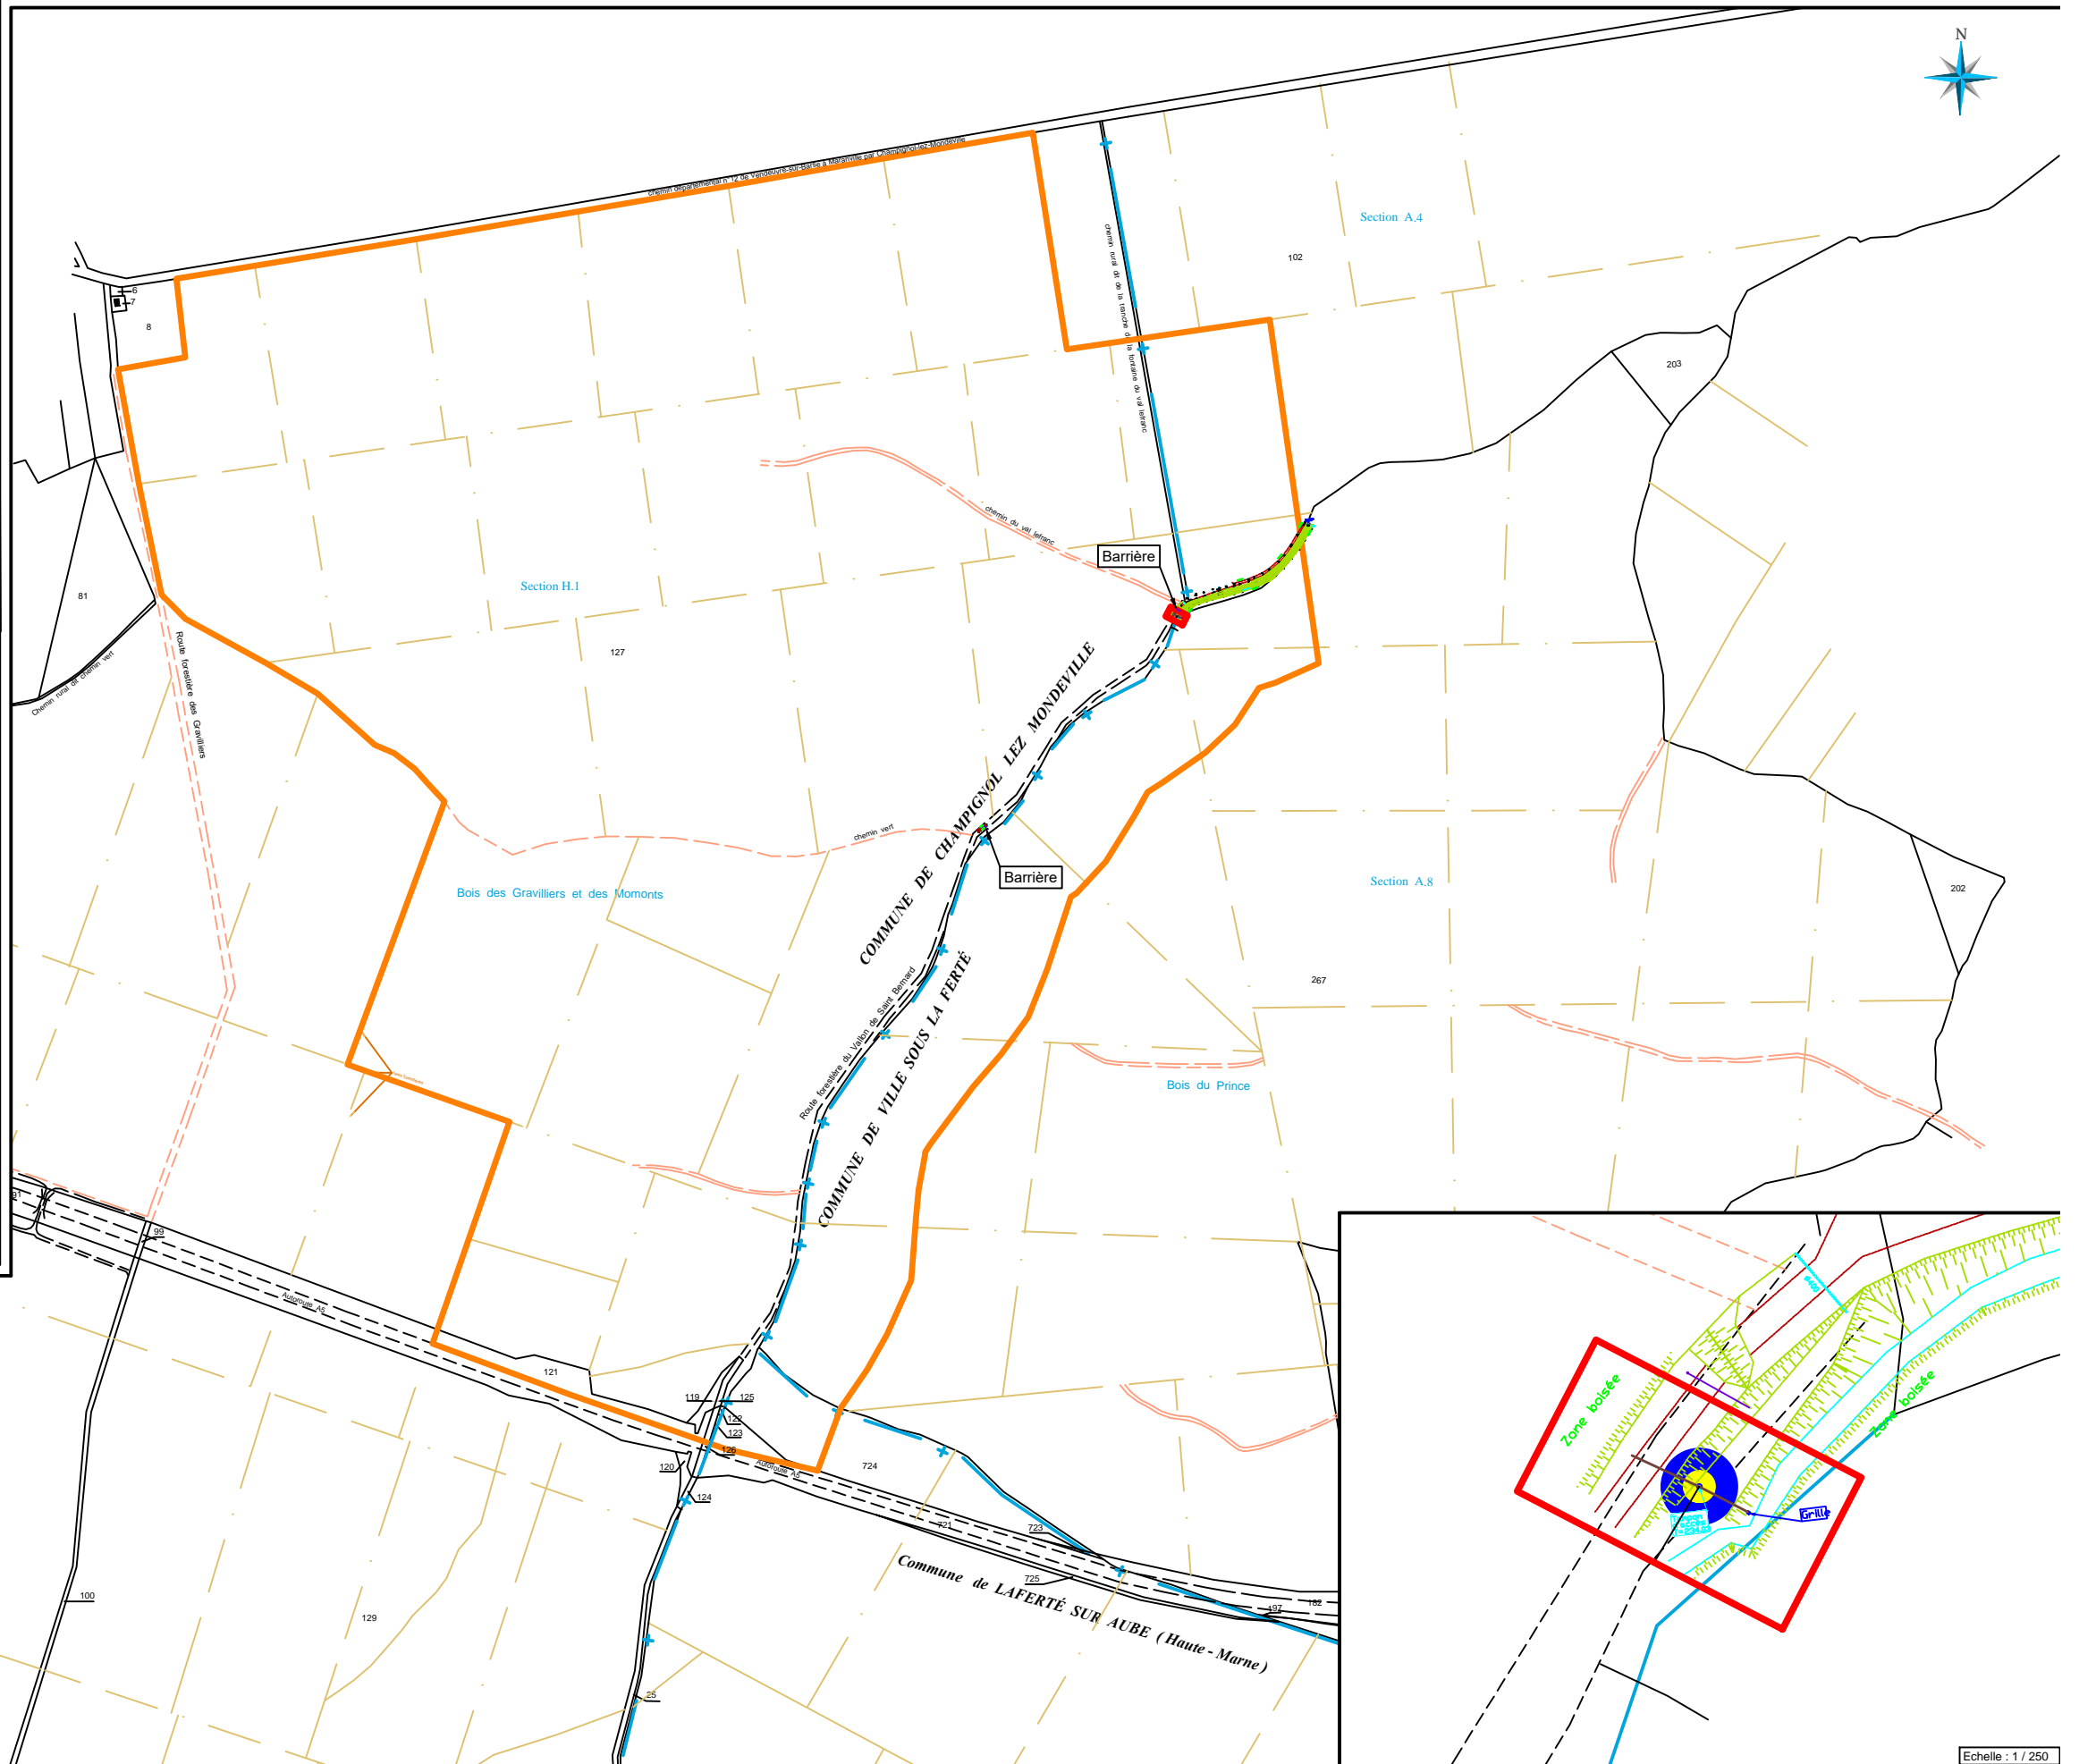 N
chemin départemental n° 12 de Vendeuvre-sur-Barse à Maranville par Champignol-lez-Mondeville
Section A.4
102
6
7
8
chemin rural dit de la tranche de la fontaine du val lefranc
203
chemin du val lefranc
Barrière
Section H.1
81
127
Route forestière des Gravilliers
Chemin rural dit chemin vert
COMMUNE DE CHAMPIGNOL LEZ MONDEVILLE
chemin vert
Barrière
Section A.8
Bois des Gravilliers et des Momonts
202
267
Route forestière du Vallon de Saint Bernard
COMMUNE DE VILLE SOUS LA FERTÉ
Bois du Prince
91
99
Autoroute A5
121
119
125
122
123
126
120
Autoroute A5
724
124
721
723
725
Commune de LAFERTÉ SUR AUBE ( Haute - Marne )
197
182
100
129
25
Zone boisée
Zone boisée
Grille
Echelle : 1 / 250